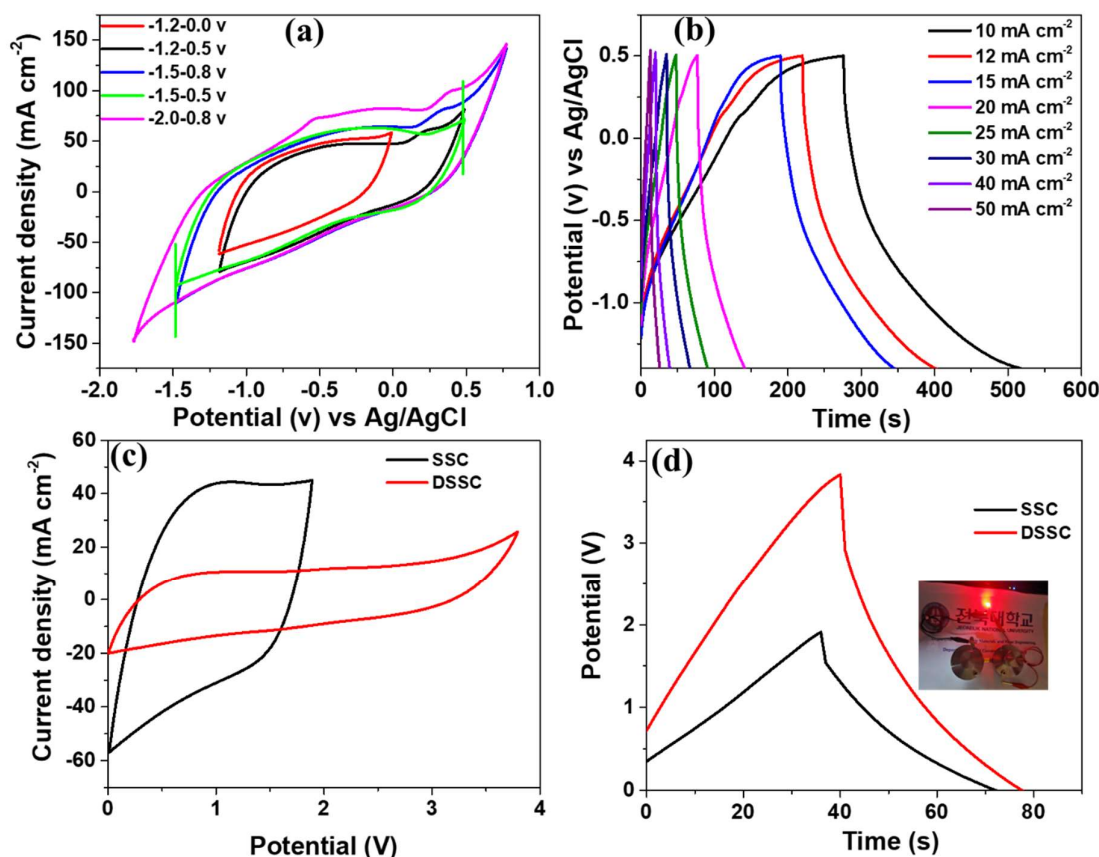 (a)
-1.2-0.0 v
-1.2-0.5 v
-1.5-0.8 v
-1.5-0.5 v
-2.0-0.8 v
150
100
50
0
-50
-100
-150
Current density (mA cm⁻²)
-2.0 -1.5 -1.0 -0.5 0.0 0.5 1.0
Potential (v) vs Ag/AgCl
(b)
10 mA cm⁻²
12 mA cm⁻²
15 mA cm⁻²
20 mA cm⁻²
25 mA cm⁻²
30 mA cm⁻²
40 mA cm⁻²
50 mA cm⁻²
0.5
0.0
-0.5
-1.0
Potential (v) vs Ag/AgCl
0 100 200 300 400 500 600
Time (s)
(c)
SSC
DSSC
60
40
20
0
-20
-40
-60
Current density (mA cm⁻²)
0 1 2 3 4
Potential (V)
(d)
SSC
DSSC
4
3
2
1
0
Potential (V)
전북대학교
0 20 40 60 80
Time (s)